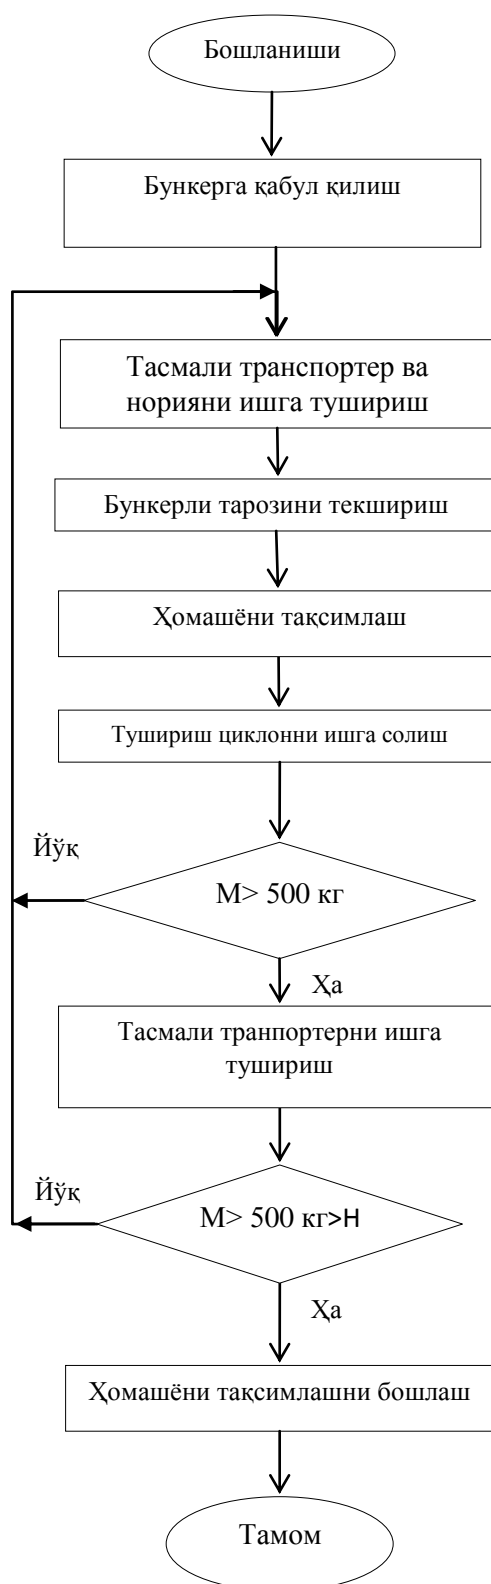 Бошланиши
Бункерга қабул қилиш
Тасмали транспортер ва
норияни ишга тушириш
Бункерли тарозини текшириш
Ҳомашёни тақсимлаш
Тушириш циклонни ишга солиш
Йўқ
М> 500 кг
Ҳа
Тасмали транпортерни ишга
тушириш
Йўқ
М> 500 кг>Н
Ҳа
Ҳомашёни тақсимлашни бошлаш
Тамом